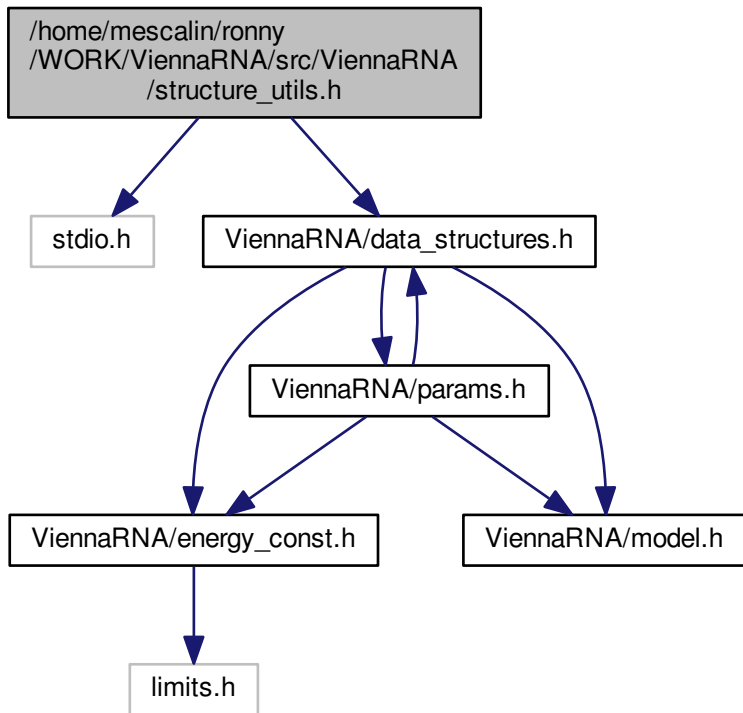 /home/mescalin/ronny
/WORK/ViennaRNA/src/ViennaRNA
/structure_utils.h
stdio.h
ViennaRNA/data_structures.h
ViennaRNA/params.h
ViennaRNA/energy_const.h
ViennaRNA/model.h
limits.h